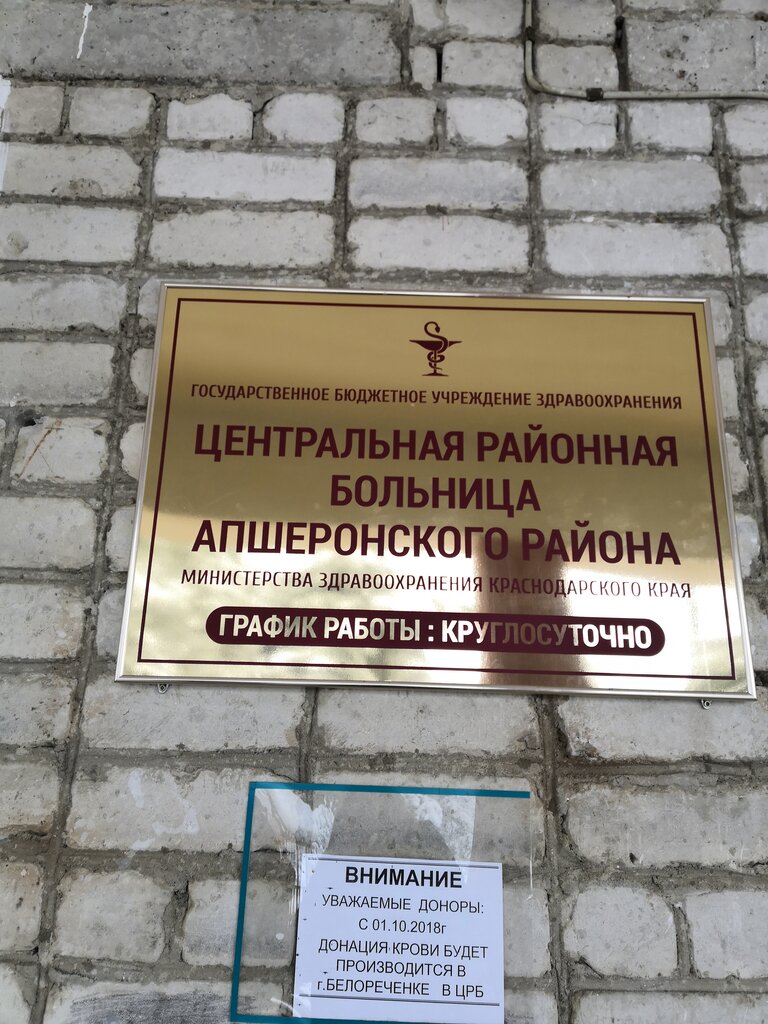 ГОСУДАРСТВЕННОЕ БЮДЖЕТНОЕ УЧРЕЖДЕНИЕ ЗДРАВООХРАНЕНИЯ
ЦЕНТРАЛЬНАЯ РАЙОННАЯ
БОЛЬНИЦА
АПШЕРОНСКОГО РАЙОНА
МИНИСТЕРСТВА ЗДРАВООХРАНЕНИЯ КРАСНОДАРСКОГО КРАЯ
ГРАФИК РАБОТЫ : КРУГЛОСУТОЧНО
ВНИМАНИЕ
УВАЖАЕМЫЕ ДОНОРЫ:
С 01.10.2018г
ДОНАЦИЯ КРОВИ БУДЕТ
ПРОИЗВОДИТСЯ В
г.БЕЛОРЕЧЕНКЕ В ЦРБ